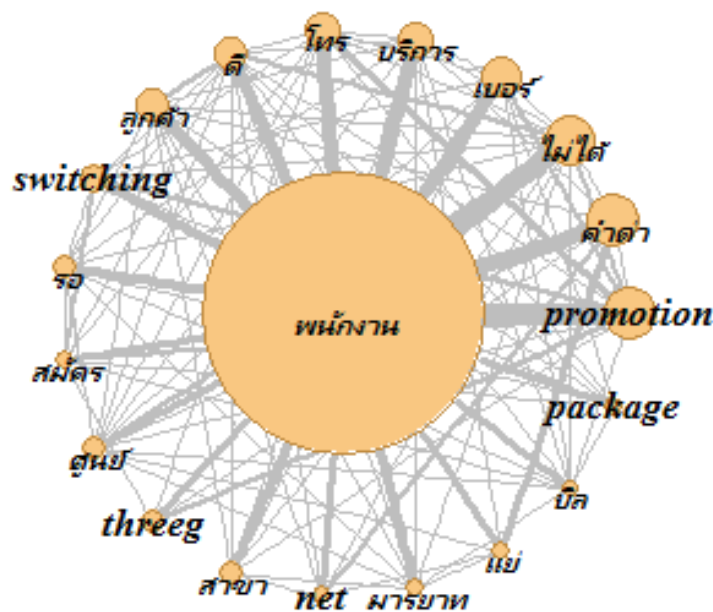 โทร
บริการ
ดี
เบอร์
ลูกค้า
ไม่ได้
switching
คำด่า
รอ
พนักงาน
promotion
สมัคร
package
ศูนย์
บิล
threeg
แย่
สาขา
net
มารยาท